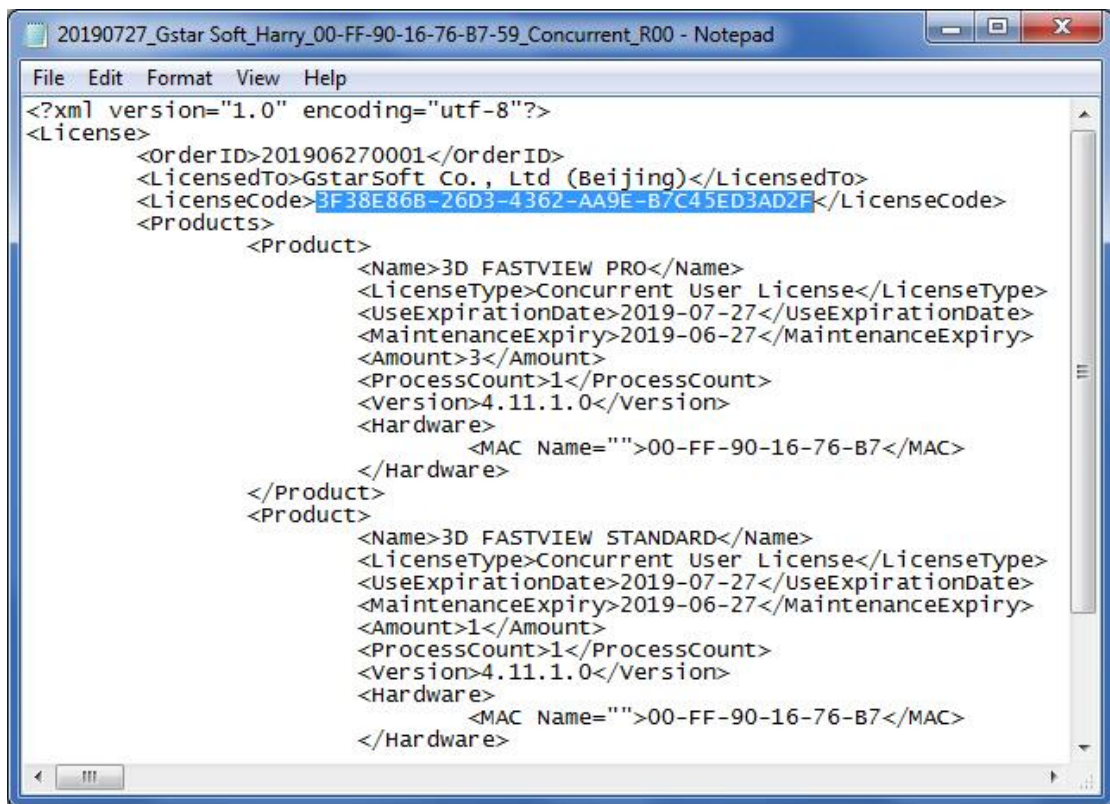 20190727_Gstar Soft_Harry_00-FF-90-16-76-B7-59_Concurrent_R00 - Notepad
File Edit Format View Help
<?xml version="1.0" encoding="utf-8"?>
<License>
<OrderID>201906270001</OrderID>
<LicensedTo>GstarSoft Co., Ltd (Beijing)</LicensedTo>
<LicenseCode>3F38E86B-26D3-4362-AA9E-B7C45ED3AD2F</LicenseCode>
<Products>
<Product>
<Name>3D FASTVIEW PRO</Name>
<LicenseType>Concurrent User License</LicenseType>
<UseExpirationDate>2019-07-27</UseExpirationDate>
<MaintenanceExpiry>2019-06-27</MaintenanceExpiry>
<Amount>3</Amount>
<ProcessCount>1</ProcessCount>
<Version>4.11.1.0</Version>
<Hardware>
<MAC Name="">00-FF-90-16-76-B7</MAC>
</Hardware>
</Product>
<Product>
<Name>3D FASTVIEW STANDARD</Name>
<LicenseType>Concurrent User License</LicenseType>
<UseExpirationDate>2019-07-27</UseExpirationDate>
<MaintenanceExpiry>2019-06-27</MaintenanceExpiry>
<Amount>1</Amount>
<ProcessCount>1</ProcessCount>
<Version>4.11.1.0</Version>
<Hardware>
<MAC Name="">00-FF-90-16-76-B7</MAC>
</Hardware>